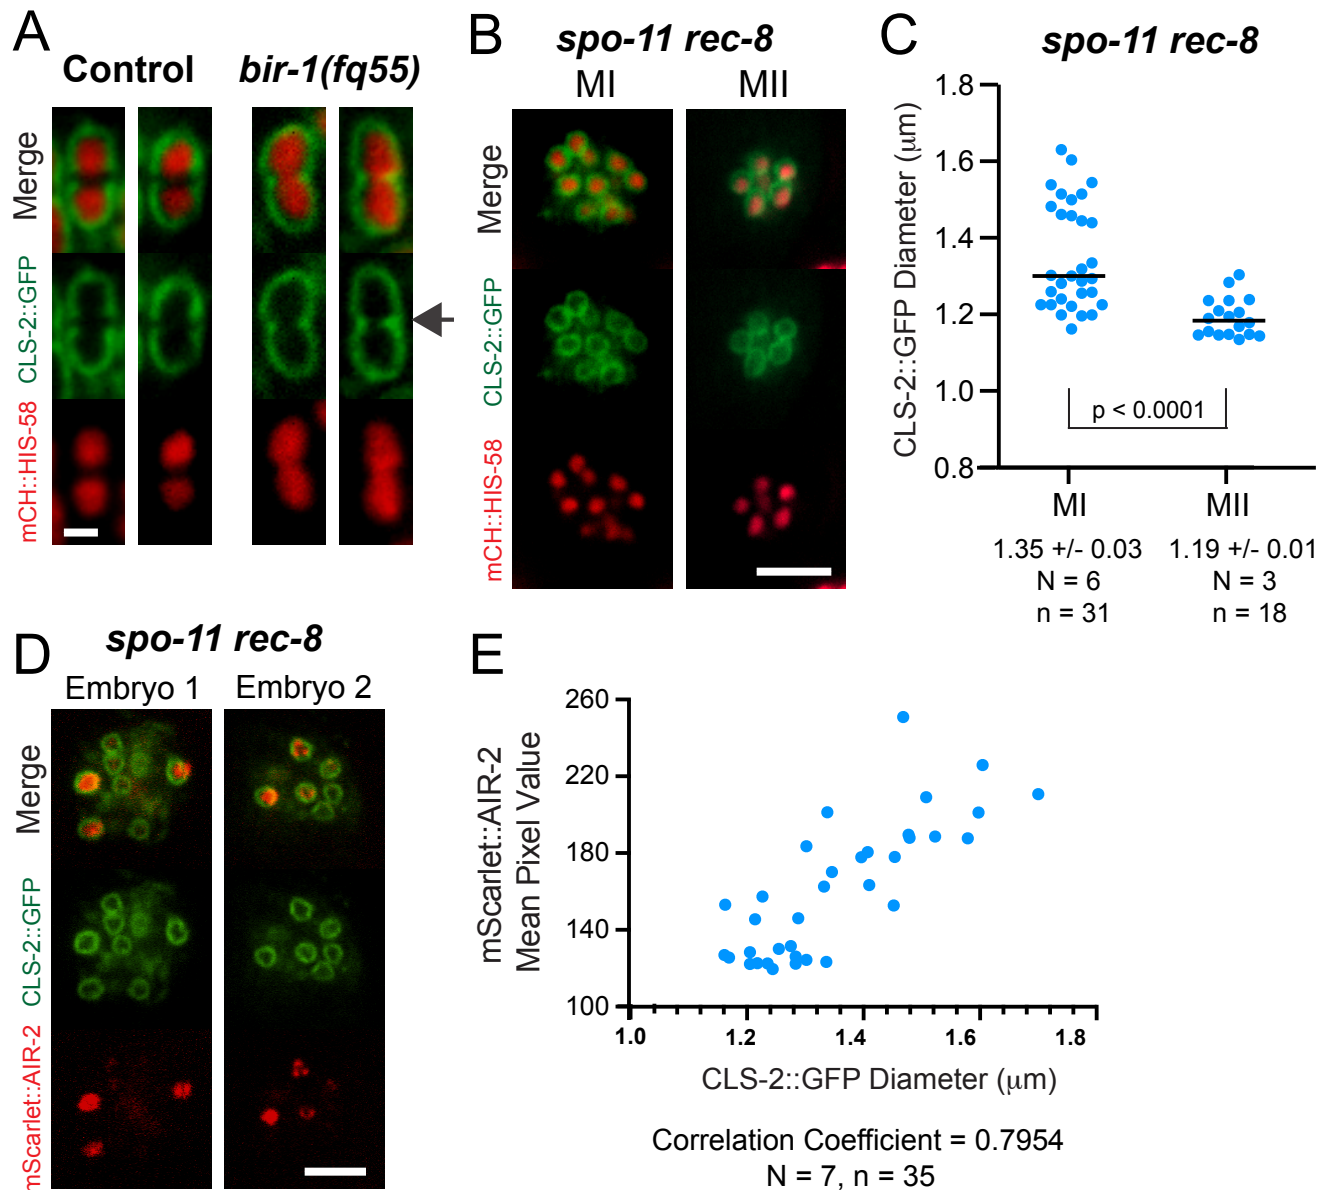 A
Control
bir-1(fq55)
Merge
CLS-2::GFP
mCH::HIS-58
B
spo-11 rec-8
MI
MII
Merge
CLS-2::GFP
mCH::HIS-58
C
spo-11 rec-8
CLS-2::GFP Diameter (μm)
1.8
1.6
1.4
1.2
1.0
0.8
p < 0.0001
MI
MII
1.35 +/- 0.03
1.19 +/- 0.01
N = 6
N = 3
n = 31
n = 18
D
spo-11 rec-8
Embryo 1
Embryo 2
Merge
CLS-2::GFP
mScarlet::AIR-2
E
mScarlet::AIR-2
Mean Pixel Value
260
220
180
140
100
1.0
1.2
1.4
1.6
1.8
CLS-2::GFP Diameter (μm)
Correlation Coefficient = 0.7954
N = 7, n = 35